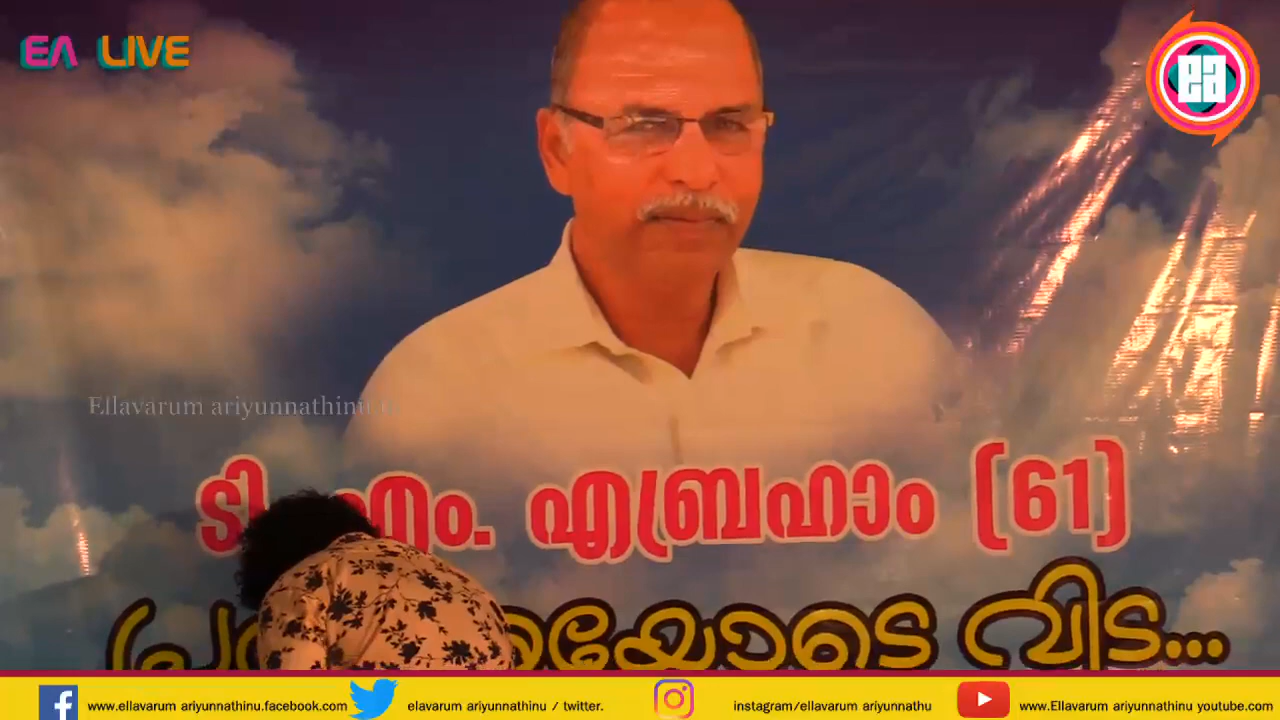 EA LIVE
ea
Ellavarum ariyunnathinu
എം. എബ്രഹാം (61)
വിട...
www.ellavarum ariyunnathinu.facebook.com
elavarum ariyunnathinu / twitter.
instagram/ellavarum ariyunnathu
www.Ellavarum ariyunnathinu youtube.com